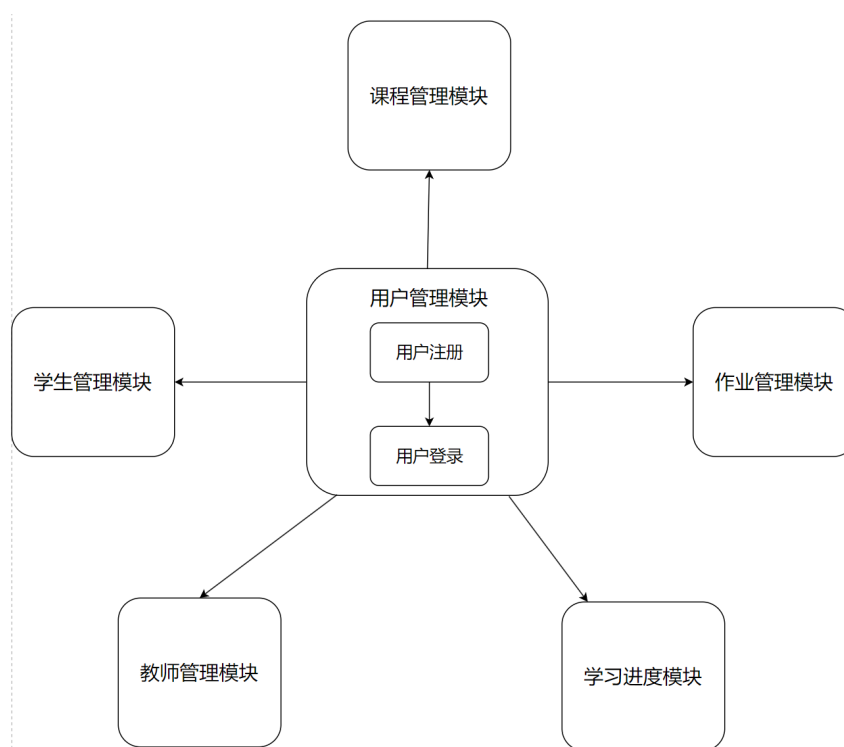 课程管理模块
用户管理模块
用户注册
学生管理模块
作业管理模块
用户登录
教师管理模块
学习进度模块